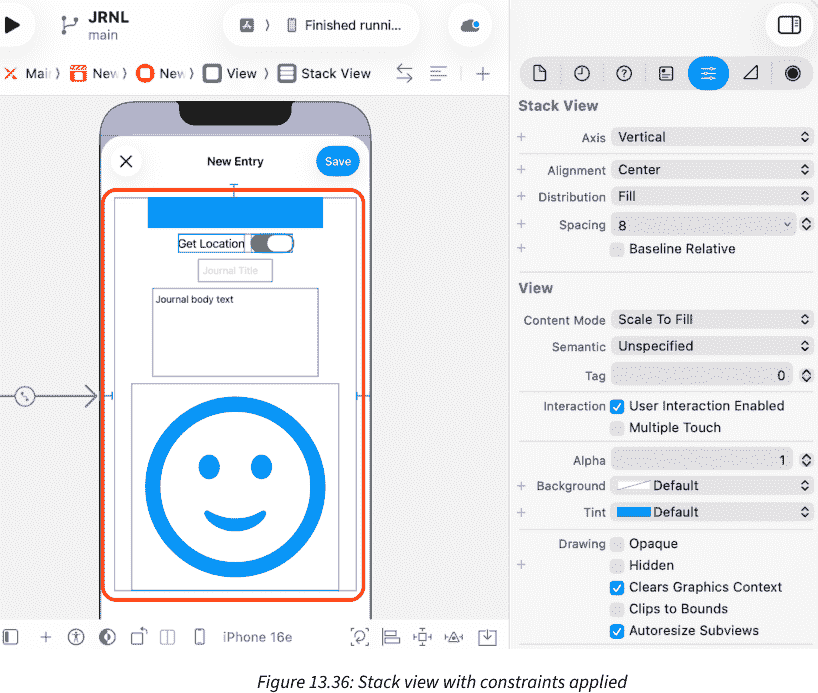 JRNL
main
Finished runni...
Mai
New
New
View
Stack View
New Entry
Save
Get Location
Journal Title
Journal body text
iPhone 16e
Stack View
Axis Vertical
Alignment Center
Distribution Fill
Spacing 8
Baseline Relative
View
Content Mode Scale To Fill
Semantic Unspecified
Tag 0
Interaction User Interaction Enabled
Multiple Touch
Alpha 1
Background Default
Tint Default
Drawing Opaque
Hidden
Clears Graphics Context
Clips to Bounds
Autoresize Subviews
Figure 13.36: Stack view with constraints applied